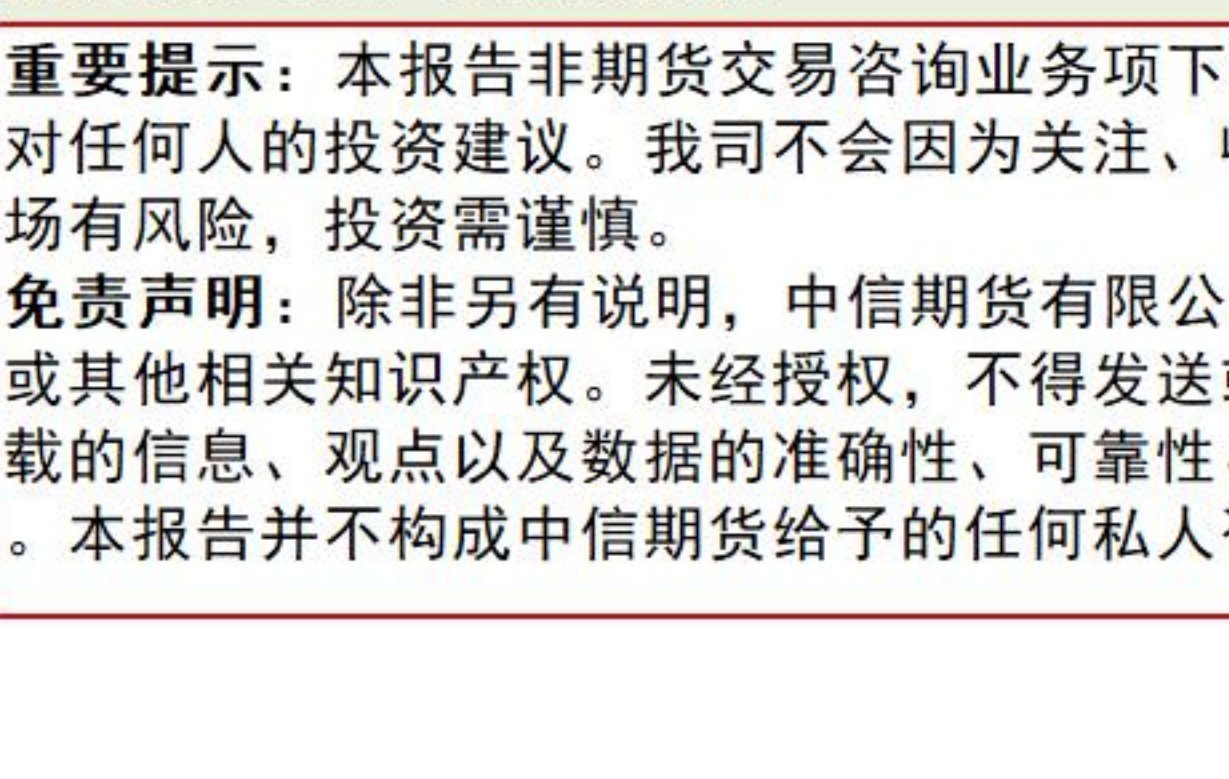 重要提示：本报告非期货交易咨询业务项下
对任何人的投资建议。我司不会因为关注、
场有风险，投资需谨慎。
免责声明：除非另有说明，中信期货有限公
或其他相关知识产权。未经授权，不得发送
载的信息、观点以及数据的准确性、可靠性
。本报告并不构成中信期货给予的任何私人